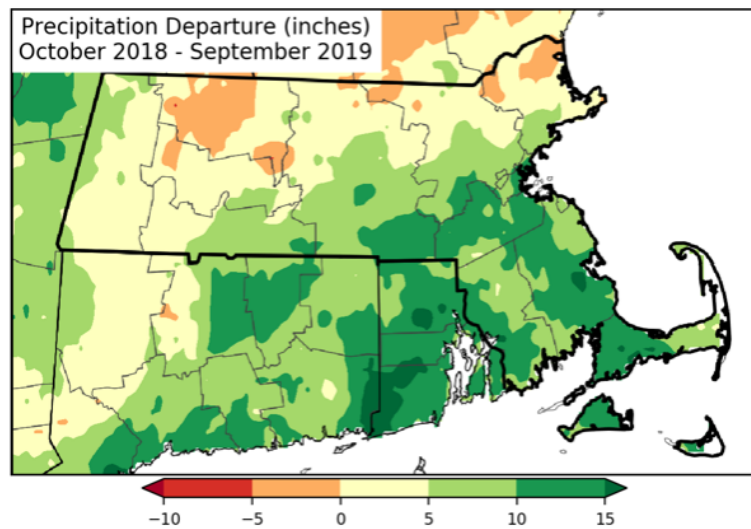 Precipitation Departure (inches)
October 2018 - September 2019
−10 −5 0 5 10 15